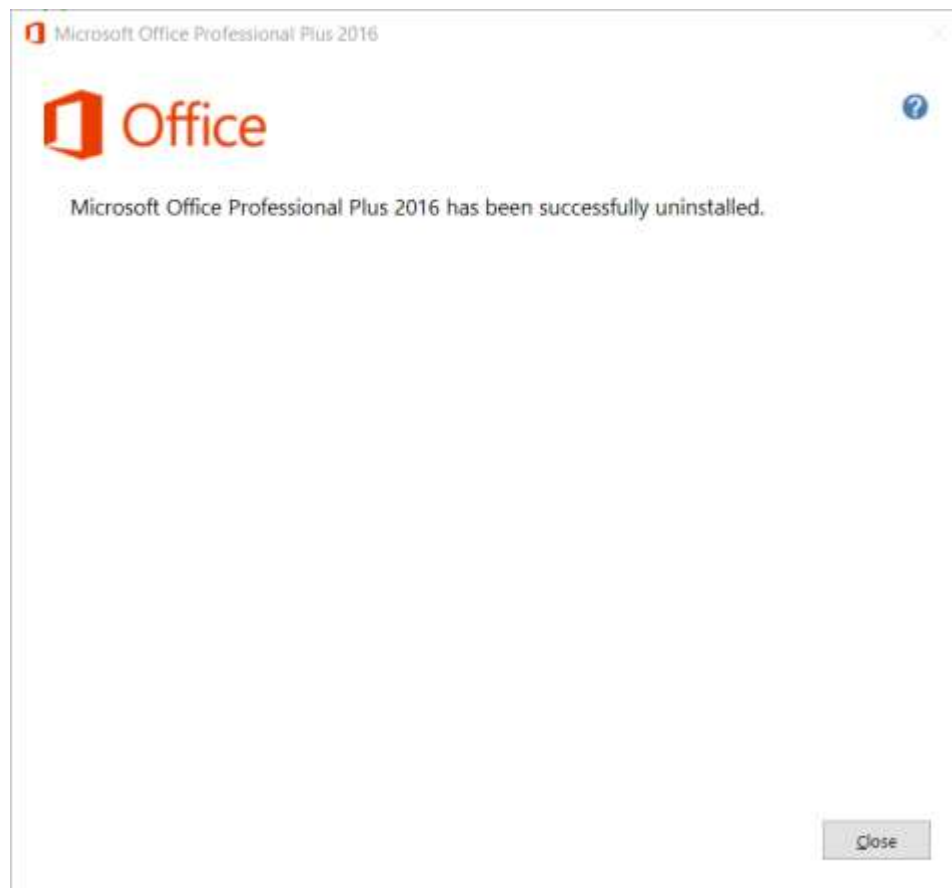 Microsoft Office Professional Plus 2016
Office
?
Microsoft Office Professional Plus 2016 has been successfully uninstalled.
Close